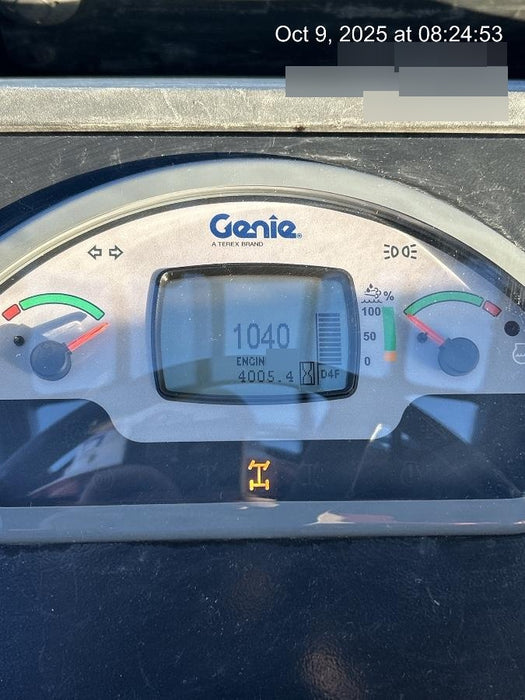 Oct 9, 2025 at 08:24:53
Genie®
A TEREX BRAND
%
100
50
0
1040
ENGIN
4005.4
D4F